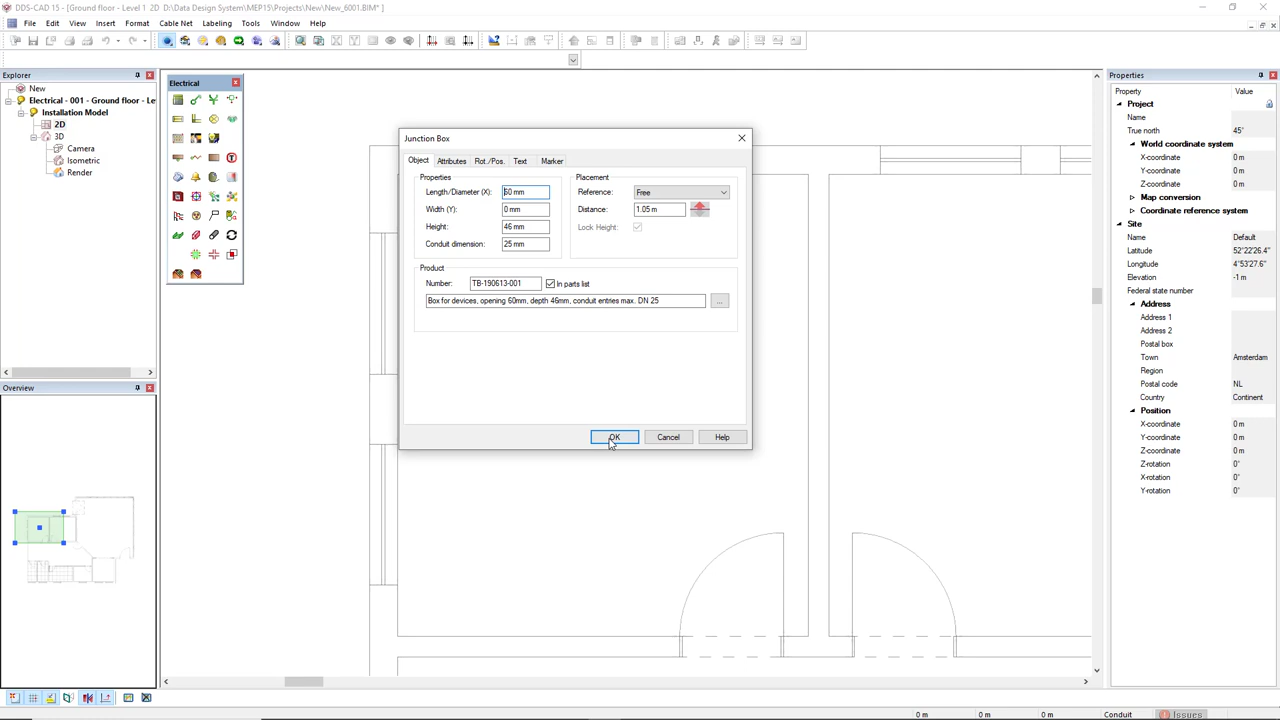 DDS-CAD 15 - [Ground floor - Level 1 2D D:\Data Design System\MEP15\Projects\New\New_6001.BIM* ]
File Edit View Insert Format Cable Net Labeling Tools Window Help
Explorer
New
Electrical - 001 - Ground floor - Le
Installation Model
2D
3D
Camera
Isometric
Render
Overview
Electrical
Junction Box
Object Attributes Rot./Pos. Text Marker
Properties
Length/Diameter (X): 60 mm
Width (Y): 0 mm
Height: 46 mm
Conduit dimension: 25 mm
Placement
Reference: Free
Distance: 1.05 m
Lock Height:
Product
Number: TB-190613-001 In parts list
Box for devices, opening 60mm, depth 46mm, conduit entries max. DN 25
...
OK Cancel Help
Properties
Property Value
Project
Name
True north 45°
World coordinate system
X-coordinate 0 m
Y-coordinate 0 m
Z-coordinate 0 m
Map conversion
Coordinate reference system
Site
Name Default
Latitude 52°22'26.4"
Longitude 4°53'27.6"
Elevation -1 m
Federal state number
Address
Address 1
Address 2
Postal box
Town Amsterdam
Region
Postal code NL
Country Continent
Position
X-coordinate 0 m
Y-coordinate 0 m
Z-coordinate 0 m
Z-rotation 0°
Y-rotation 0°
0 m 0 m 0 m Conduit Issues